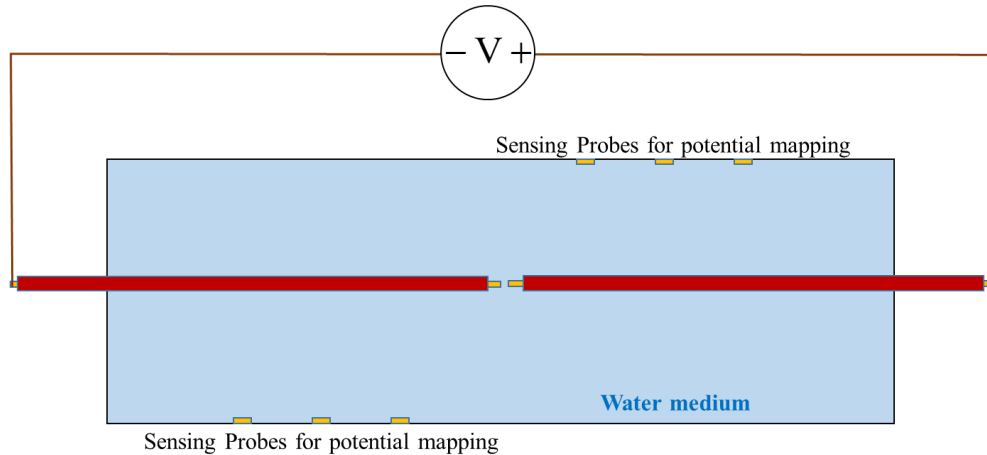 − V +
Sensing Probes for potential mapping
Water medium
Sensing Probes for potential mapping